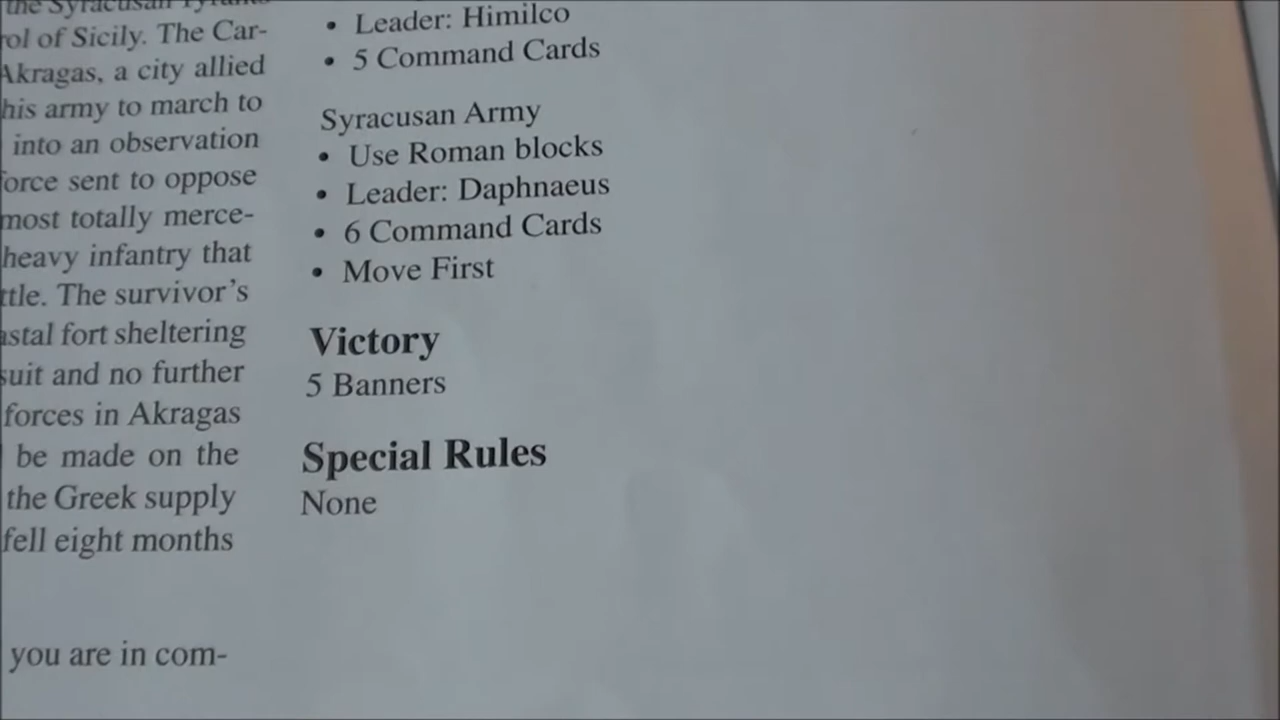 the Syracusan Tyrants
rol of Sicily. The Car-
Akragas, a city allied
his army to march to
into an observation
force sent to oppose
most totally merce-
heavy infantry that
ttle. The survivor's
astal fort sheltering
suit and no further
forces in Akragas
be made on the
the Greek supply
fell eight months
you are in com-
• Leader: Himilco
• 5 Command Cards
Syracusan Army
• Use Roman blocks
• Leader: Daphnaeus
• 6 Command Cards
• Move First
Victory
5 Banners
Special Rules
None